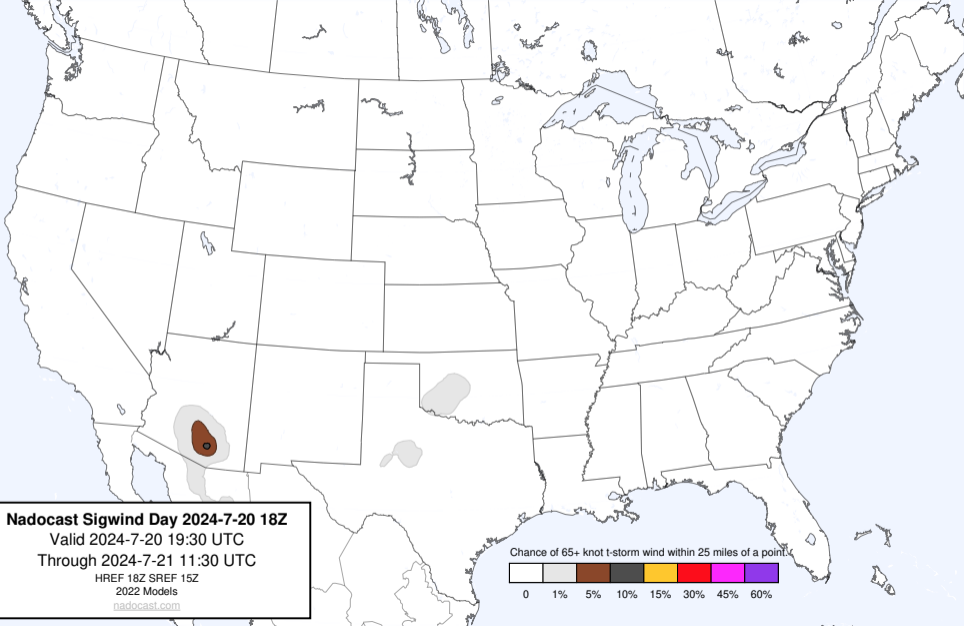 Nadocast Sigwind Day 2024-7-20 18Z
Valid 2024-7-20 19:30 UTC
Through 2024-7-21 11:30 UTC
HREF 18Z SREF 15Z
2022 Models
nadocast.com
Chance of 65+ knot t-storm wind within 25 miles of a point.
0 1% 5% 10% 15% 30% 45% 60%